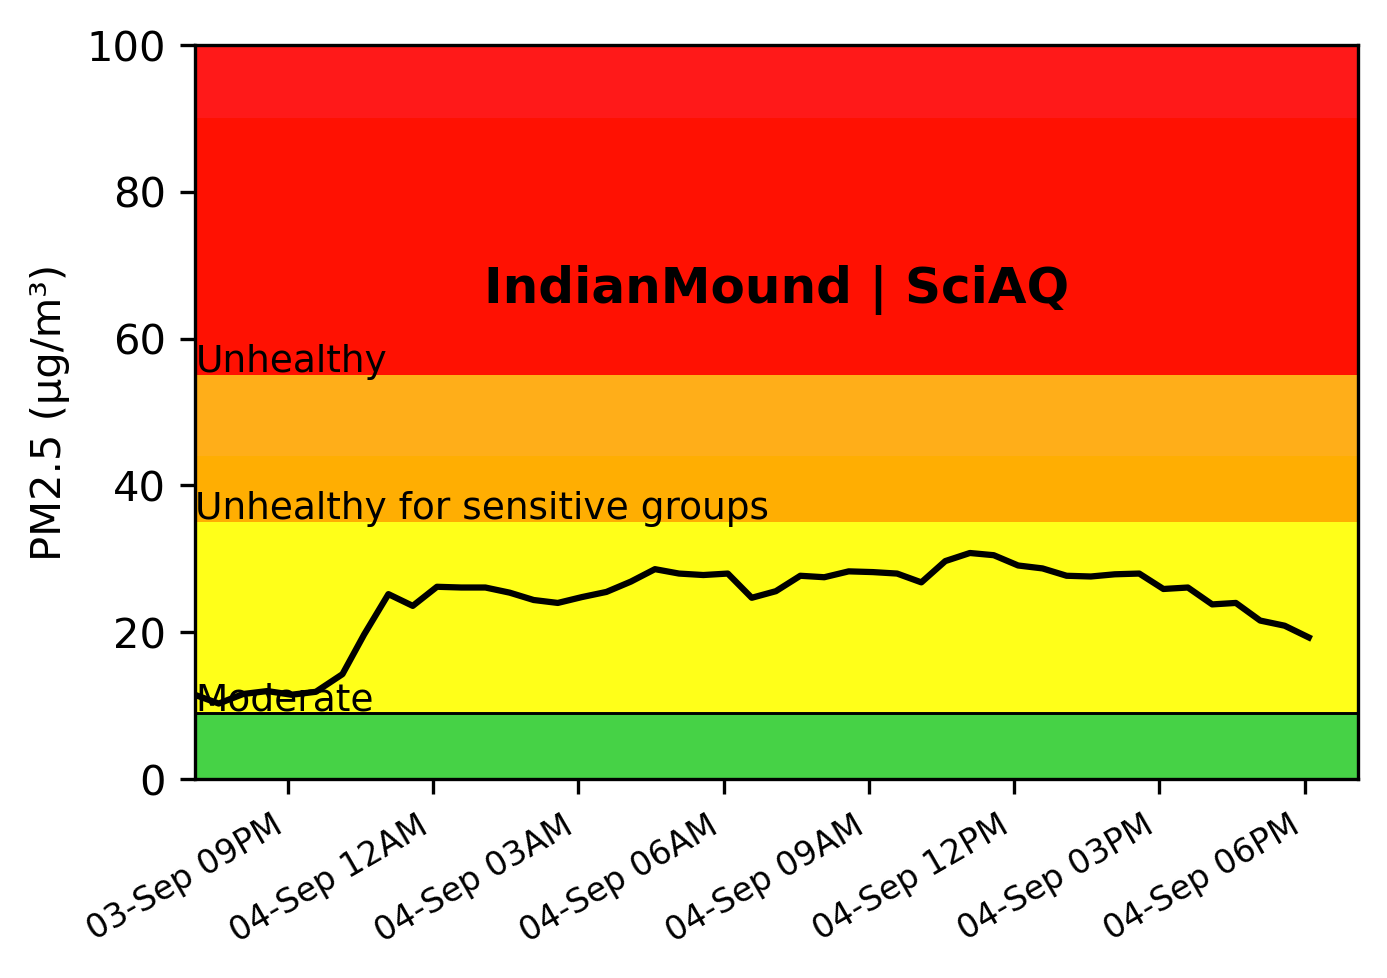 100
80
60
40
20
0
PM2.5 (µg/m³)
IndianMound | SciAQ
Unhealthy
Unhealthy for sensitive groups
Moderate
03-Sep 09PM
04-Sep 12AM
04-Sep 03AM
04-Sep 06AM
04-Sep 09AM
04-Sep 12PM
04-Sep 03PM
04-Sep 06PM